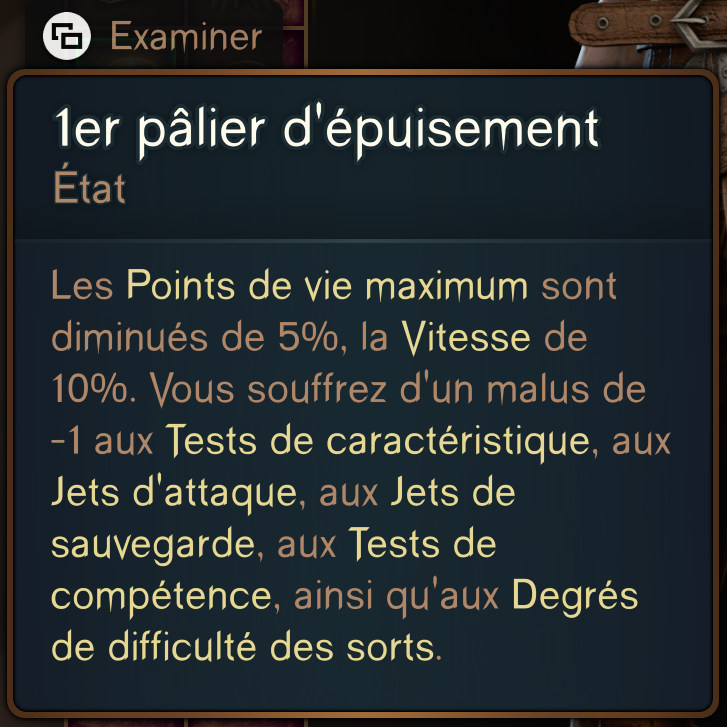 Examiner
1er pâlier d'épuisement
État
Les Points de vie maximum sont
diminués de 5%, la Vitesse de
10%. Vous souffrez d'un malus de
-1 aux Tests de caractéristique, aux
Jets d'attaque, aux Jets de
sauvegarde, aux Tests de
compétence, ainsi qu'aux Degrés
de difficulté des sorts.